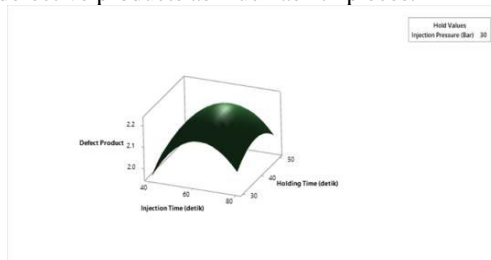 Hold Values
Injection Pressure (Bar) 30
2.2
Defect Product 2.1
2.0
50
40
30
Holding Time (detik)
40
60
80
Injection Time (detik)